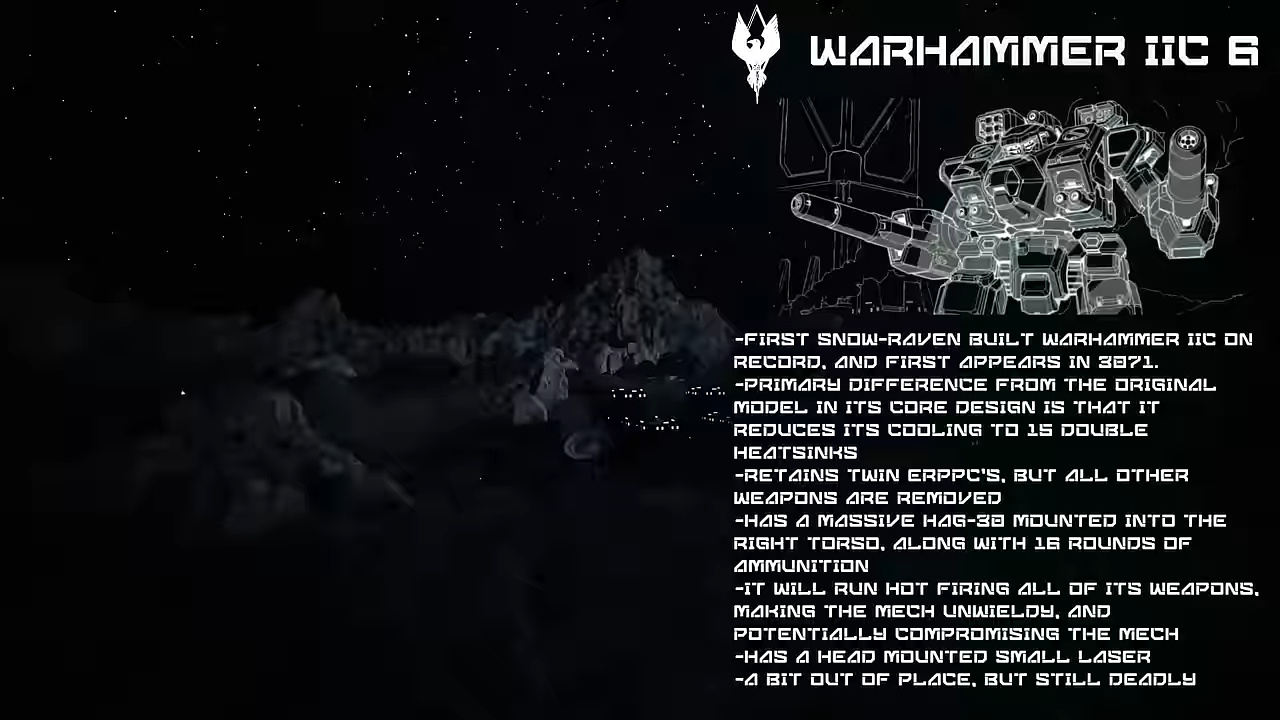 WARHAMMER IIC 6
-FIRST SNOW-RAVEN BUILT WARHAMMER IIC ON
RECORD, AND FIRST APPEARS IN 3071.
-PRIMARY DIFFERENCE FROM THE ORIGINAL
MODEL IN ITS CORE DESIGN IS THAT IT
REDUCES ITS COOLING TO 15 DOUBLE
HEATSINKS
-RETAINS TWIN ERPPC'S, BUT ALL OTHER
WEAPONS ARE REMOVED
-HAS A MASSIVE HAG-30 MOUNTED INTO THE
RIGHT TORSO, ALONG WITH 16 ROUNDS OF
AMMUNITION
-IT WILL RUN HOT FIRING ALL OF ITS WEAPONS,
MAKING THE MECH UNWIELDY, AND
POTENTIALLY COMPROMISING THE MECH
-HAS A HEAD MOUNTED SMALL LASER
-A BIT OUT OF PLACE, BUT STILL DEADLY